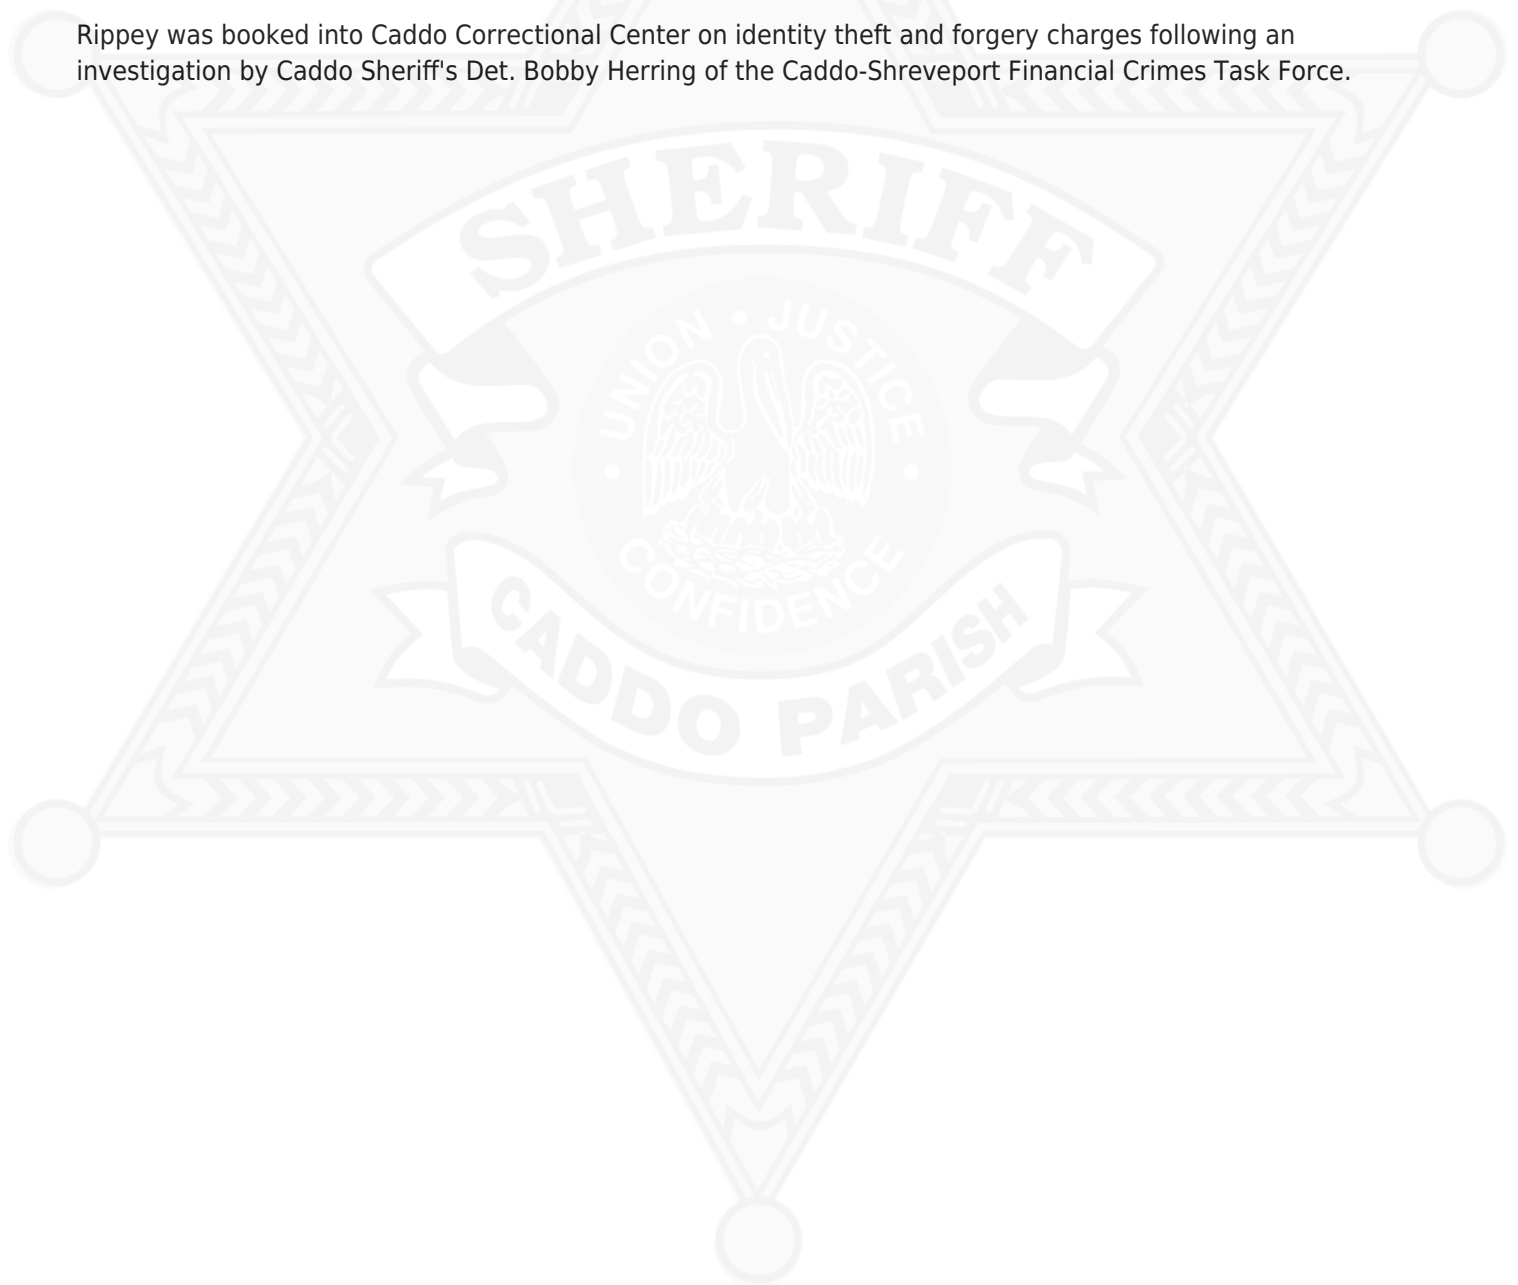 Rippey was booked into Caddo Correctional Center on identity theft and forgery charges following an
investigation by Caddo Sheriff's Det. Bobby Herring of the Caddo-Shreveport Financial Crimes Task Force.
SHERIFF
UNION • JUSTICE
• CONFIDENCE •
CADDO PARISH